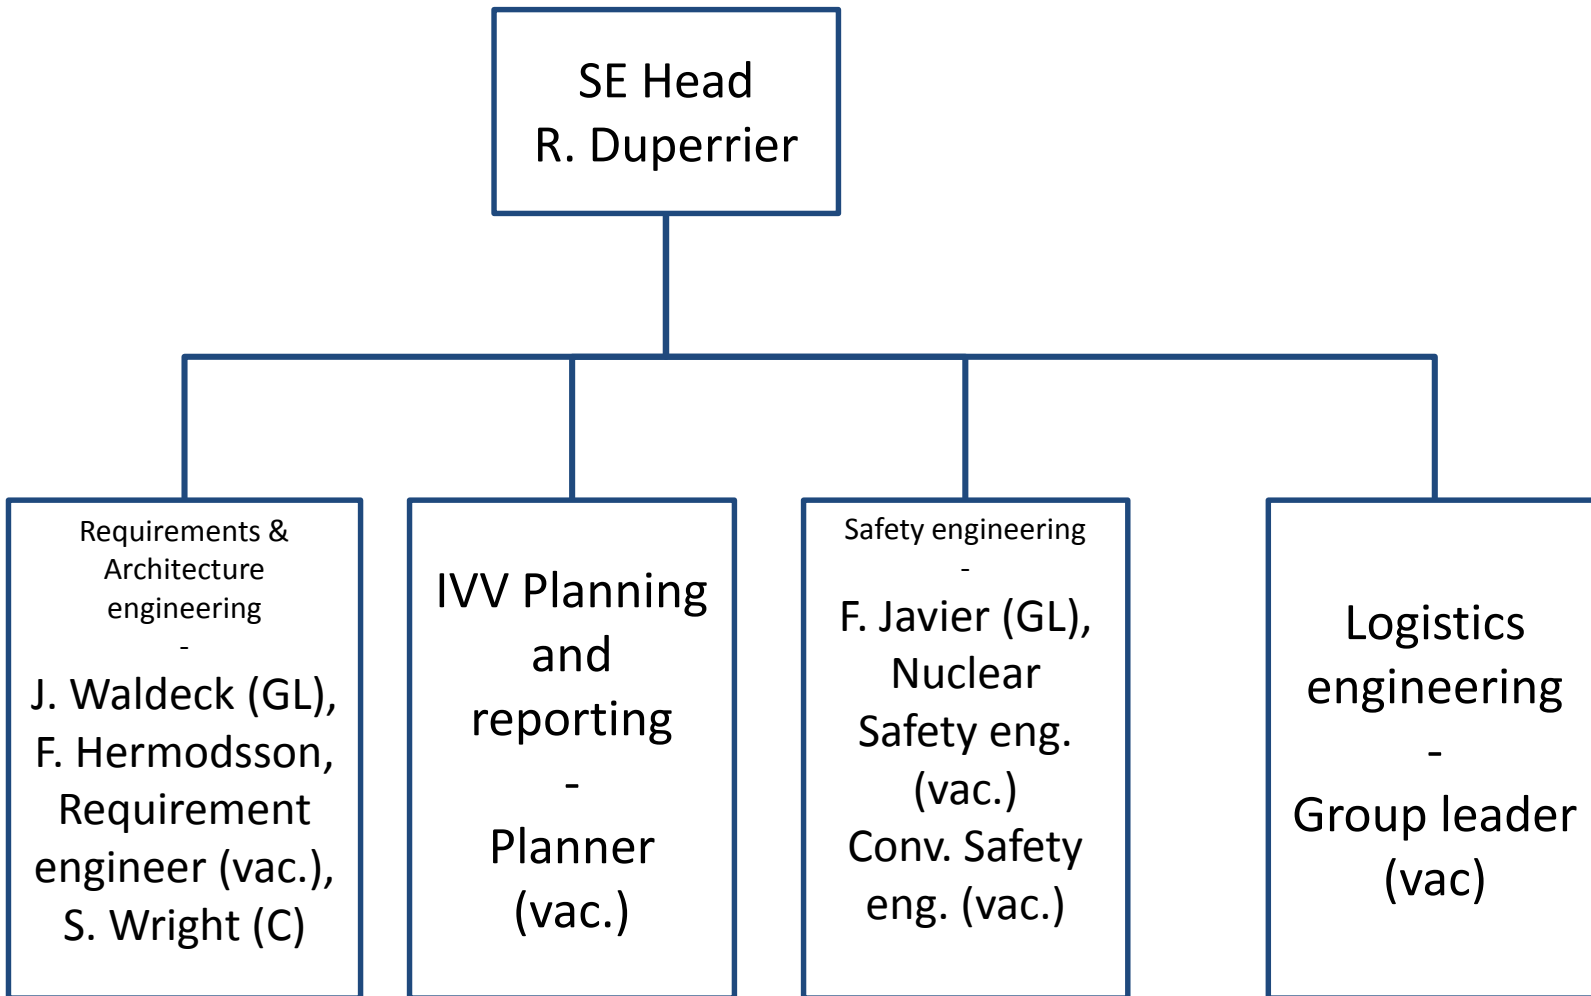 SE Head
R. Duperrier
Requirements &
Architecture
engineering
-
J. Waldeck (GL),
F. Hermodsson,
Requirement
engineer (vac.),
S. Wright (C)
IVV Planning
and
reporting
-
Planner
(vac.)
Safety engineering
-
F. Javier (GL),
Nuclear
Safety eng.
(vac.)
Conv. Safety
eng. (vac.)
Logistics
engineering
-
Group leader
(vac)